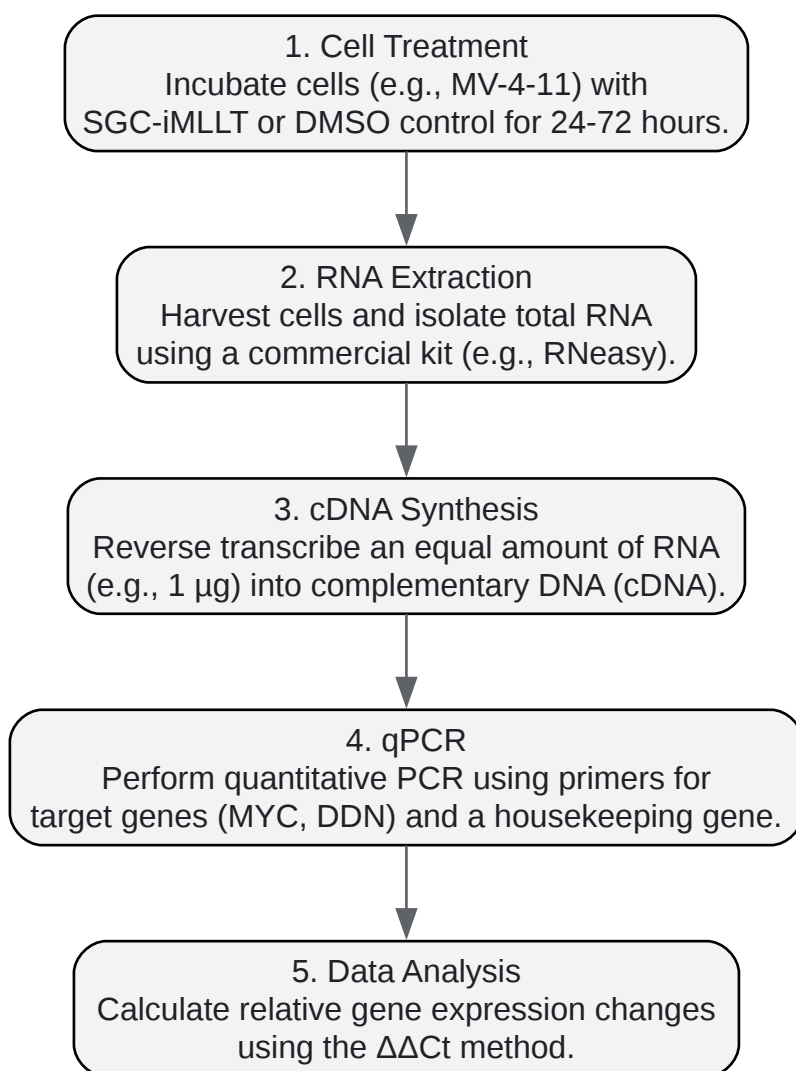 1. Cell Treatment
Incubate cells (e.g., MV-4-11) with
SGC-iMLLT or DMSO control for 24-72 hours.
2. RNA Extraction
Harvest cells and isolate total RNA
using a commercial kit (e.g., RNeasy).
3. cDNA Synthesis
Reverse transcribe an equal amount of RNA
(e.g., 1 µg) into complementary DNA (cDNA).
4. qPCR
Perform quantitative PCR using primers for
target genes (MYC, DDN) and a housekeeping gene.
5. Data Analysis
Calculate relative gene expression changes
using the ΔΔCt method.